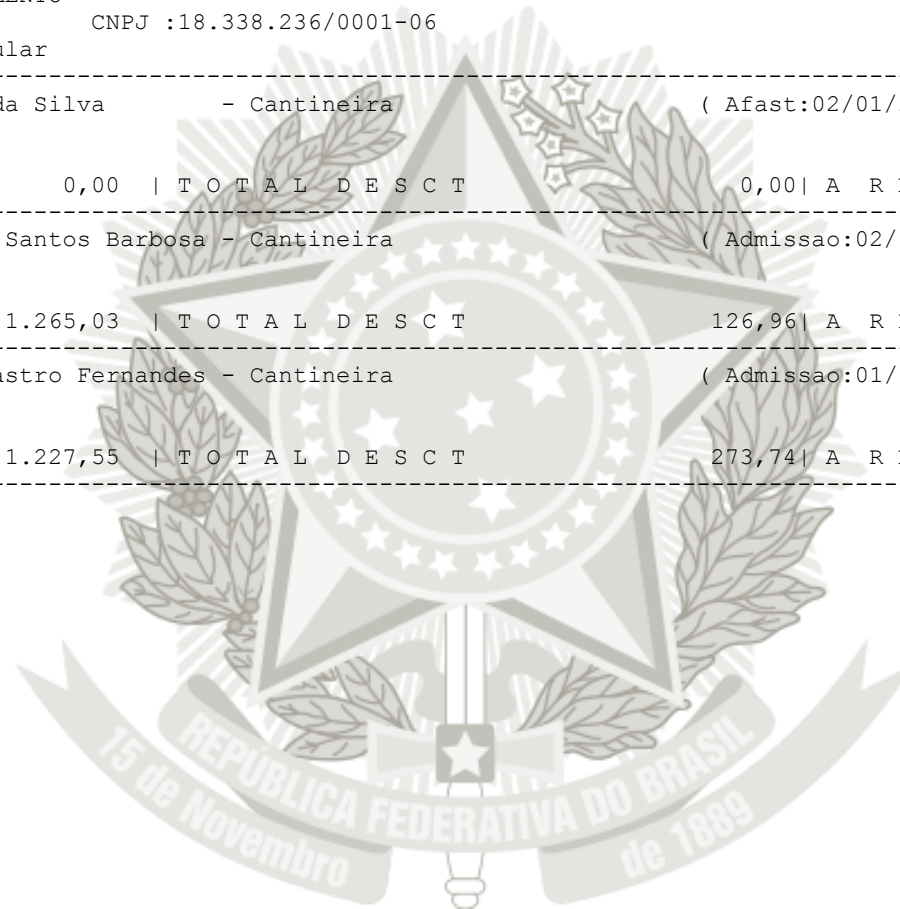 CNPJ :18.338.236/0001-06
ular
da Silva - Cantineira ( Afast:02/01/
0,00 | T O T A L D E S C T 0,00| A R
Santos Barbosa - Cantineira ( Admissao:02/
1.265,03 | T O T A L D E S C T 126,96| A R
astro Fernandes - Cantineira ( Admissao:01/
1.227,55 | T O T A L D E S C T 273,74| A R
REPÚBLICA FEDERATIVA DO BRASIL
15 de Novembro de 1889